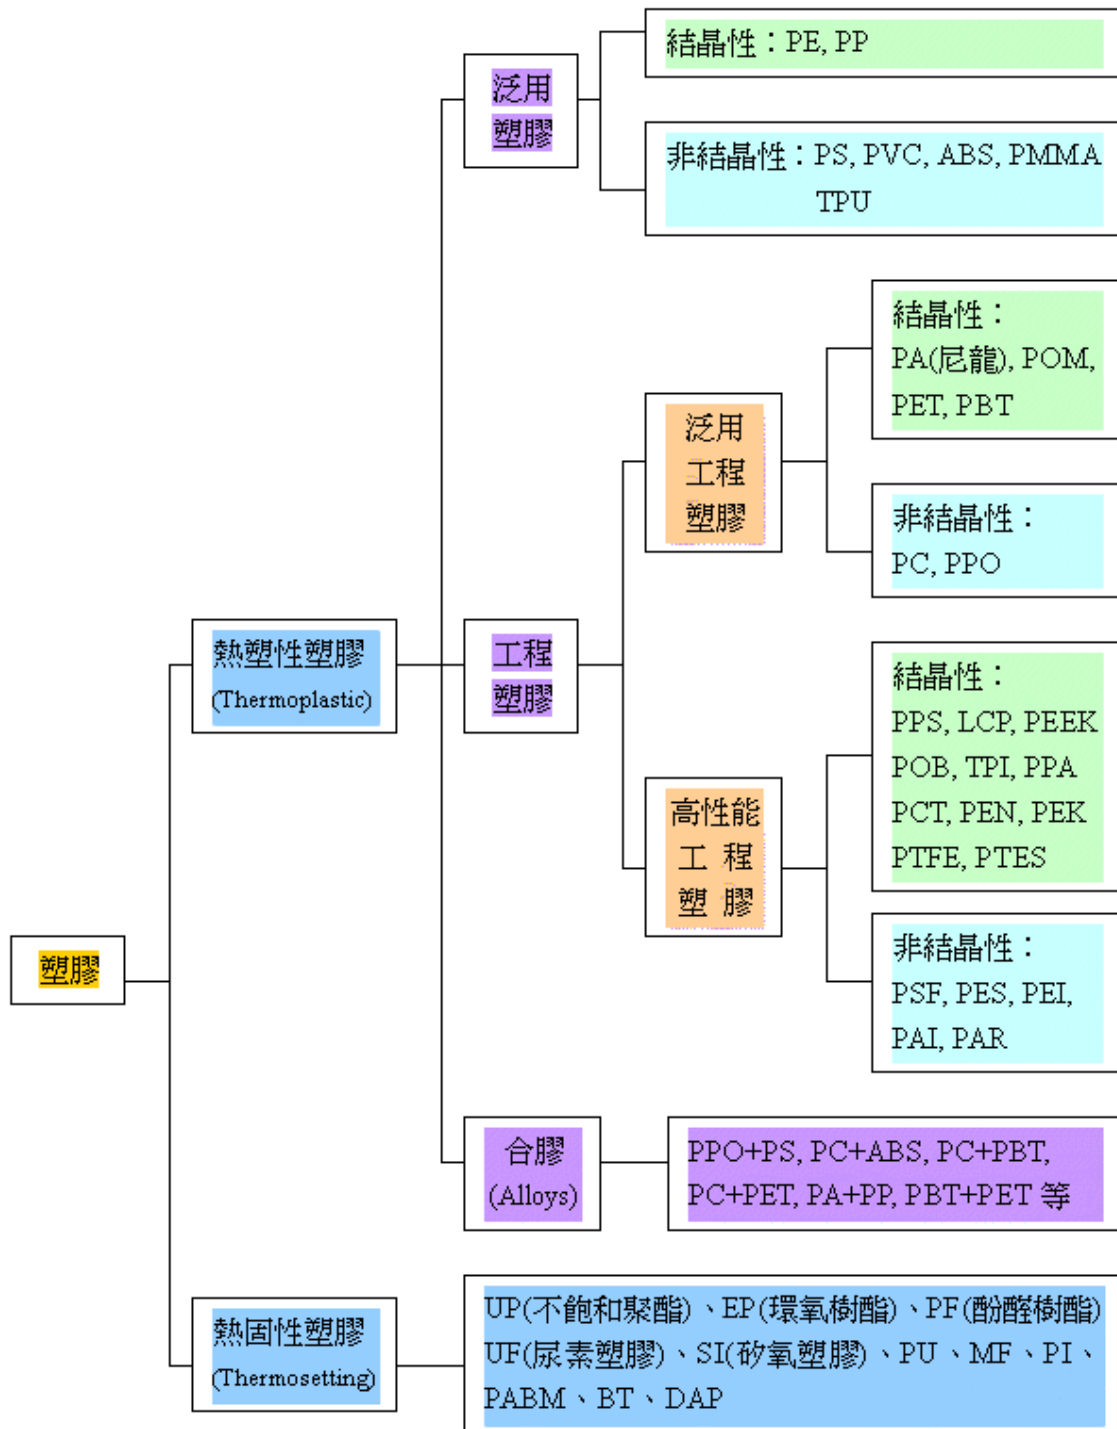 結晶性：PE, PP
泛用
塑膠
非結晶性：PS, PVC, ABS, PMMA
TPU
結晶性：
PA(尼龍), POM,
PET, PBT
泛用
工程
塑膠
非結晶性：
PC, PPO
熱塑性塑膠
(Thermoplastic)
工程
塑膠
結晶性：
PPS, LCP, PEEK
POB, TPI, PPA
PCT, PEN, PEK
PTFE, PTES
高性能
工 程
塑 膠
非結晶性：
PSF, PES, PEI,
PAI, PAR
塑膠
合膠
(Alloys)
PPO+PS, PC+ABS, PC+PBT,
PC+PET, PA+PP, PBT+PET 等
熱固性塑膠
(Thermosetting)
UP(不飽和聚酯)、EP(環氧樹酯)、PF(酚醛樹酯)
UF(尿素塑膠)、SI(矽氧塑膠)、PU、MF、PI、
PABM、BT、DAP